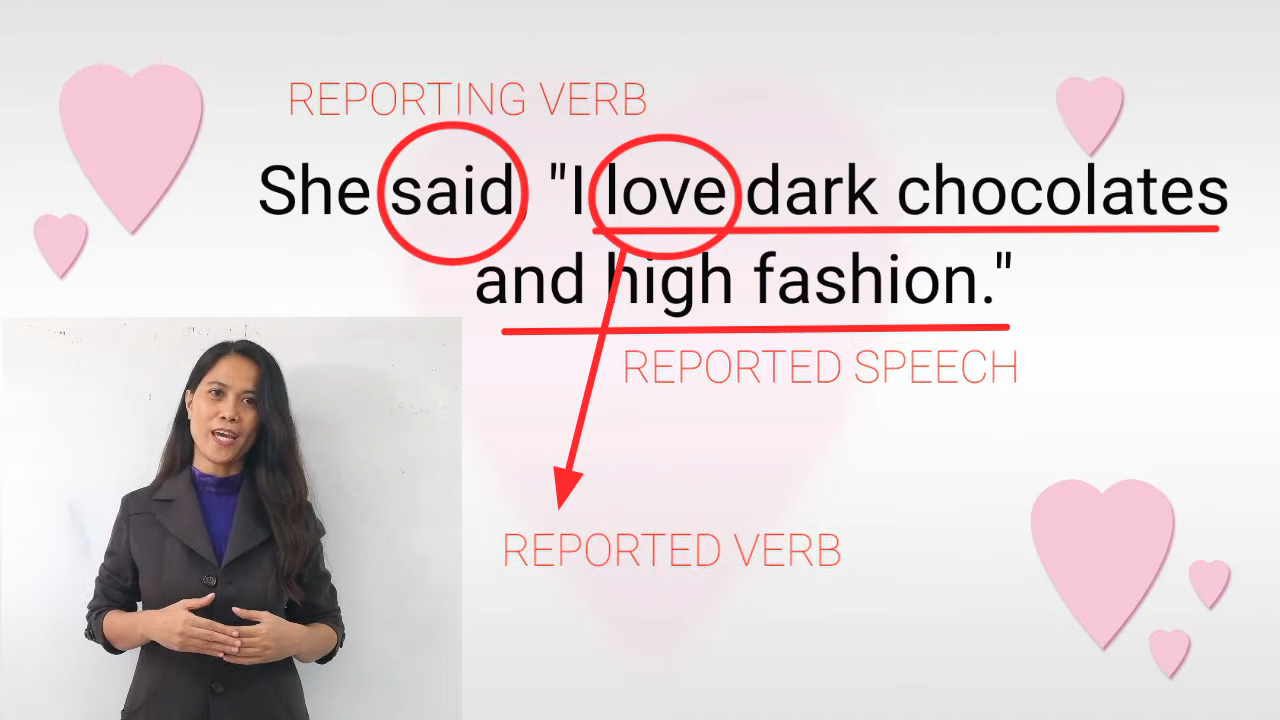 REPORTING VERB
She said, "I love dark chocolates
and high fashion."
REPORTED SPEECH
REPORTED VERB